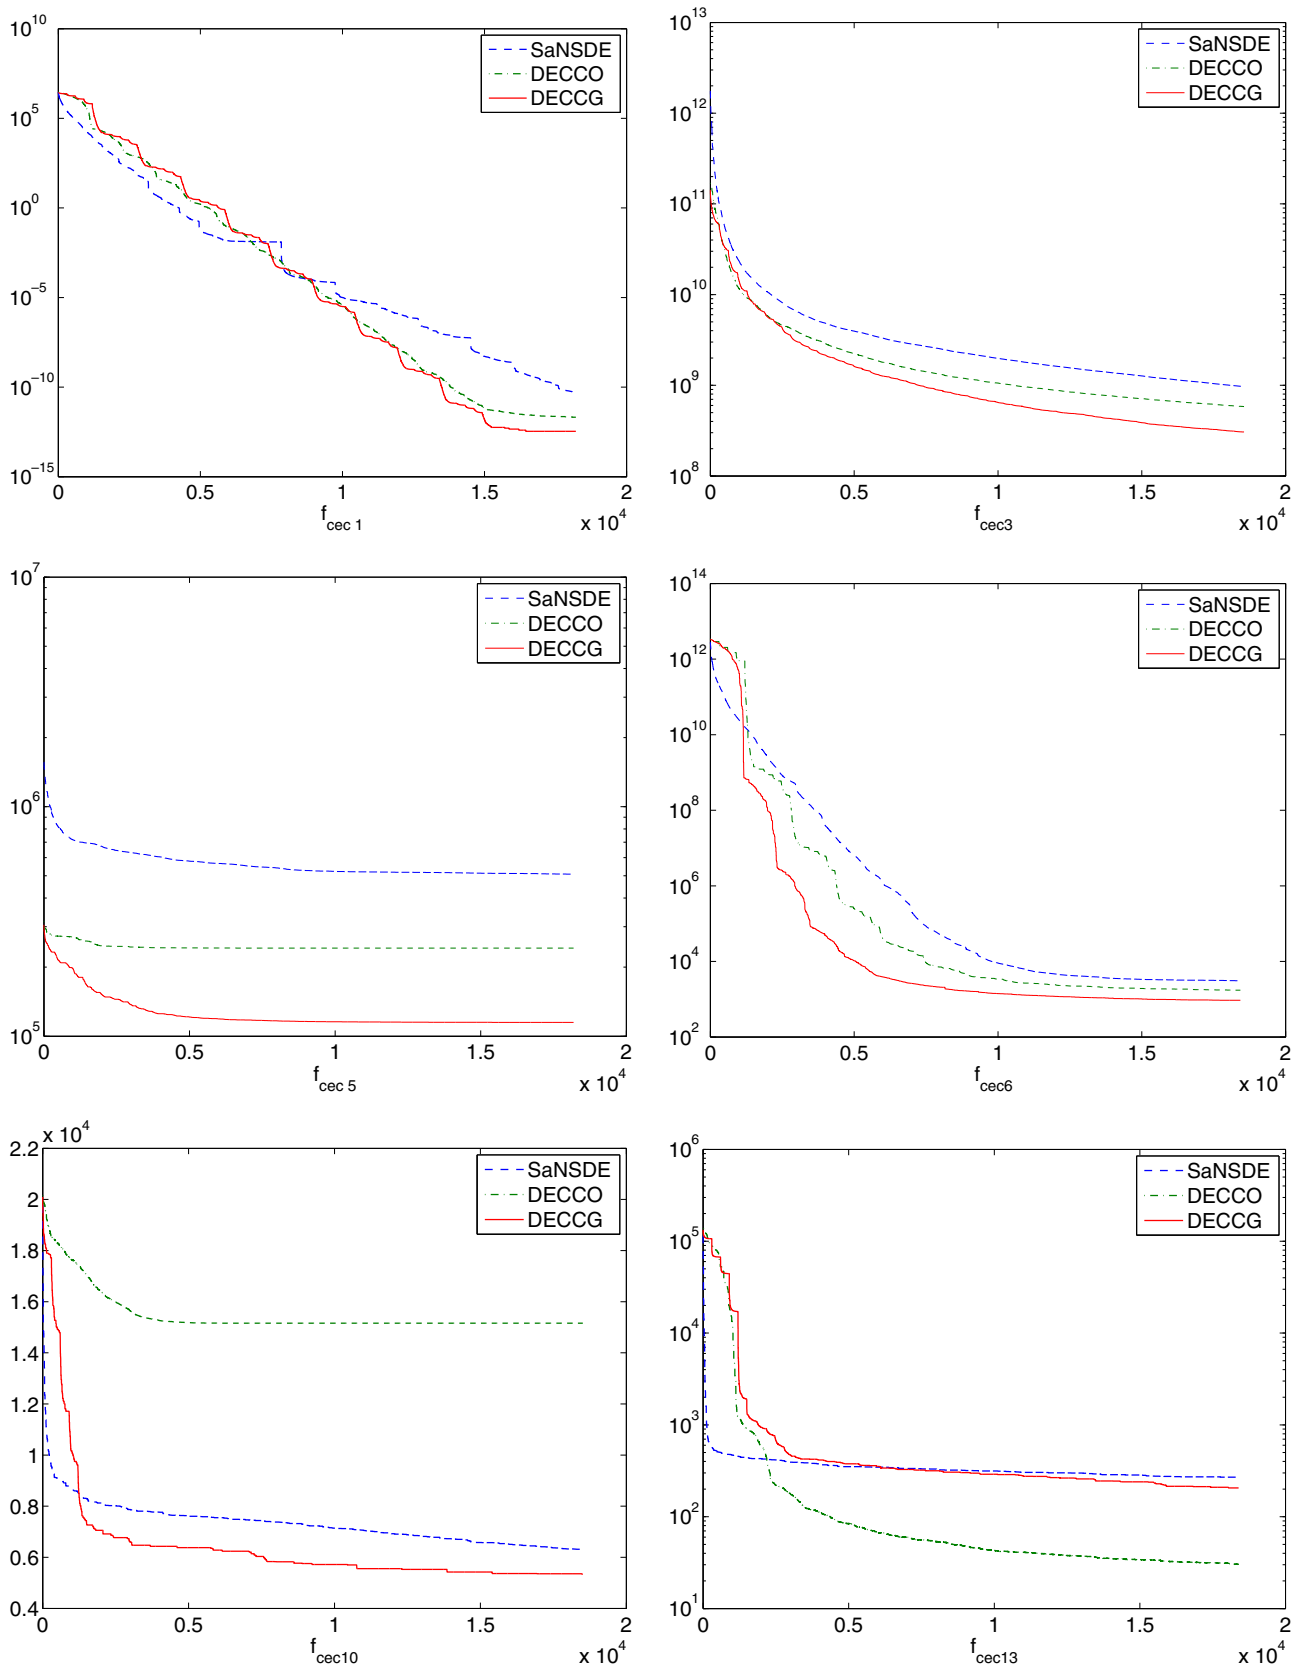 10^10
10^5
10^0
10^−5
10^−10
10^−15
SaNSDE
DECCO
DECCG
0 0.5 1 1.5 2
x 10^4
f_cec 1
10^13
10^12
10^11
10^10
10^9
10^8
SaNSDE
DECCO
DECCG
0 0.5 1 1.5 2
x 10^4
f_cec3
10^7
10^6
10^5
SaNSDE
DECCO
DECCG
0 0.5 1 1.5 2
x 10^4
f_cec 5
10^14
10^12
10^10
10^8
10^6
10^4
10^2
SaNSDE
DECCO
DECCG
0 0.5 1 1.5 2
x 10^4
f_cec6
x 10^4
2.2
2
1.8
1.6
1.4
1.2
1
0.8
0.6
0.4
SaNSDE
DECCO
DECCG
0 0.5 1 1.5 2
x 10^4
f_cec10
10^6
10^5
10^4
10^3
10^2
10^1
SaNSDE
DECCO
DECCG
0 0.5 1 1.5 2
x 10^4
f_cec13